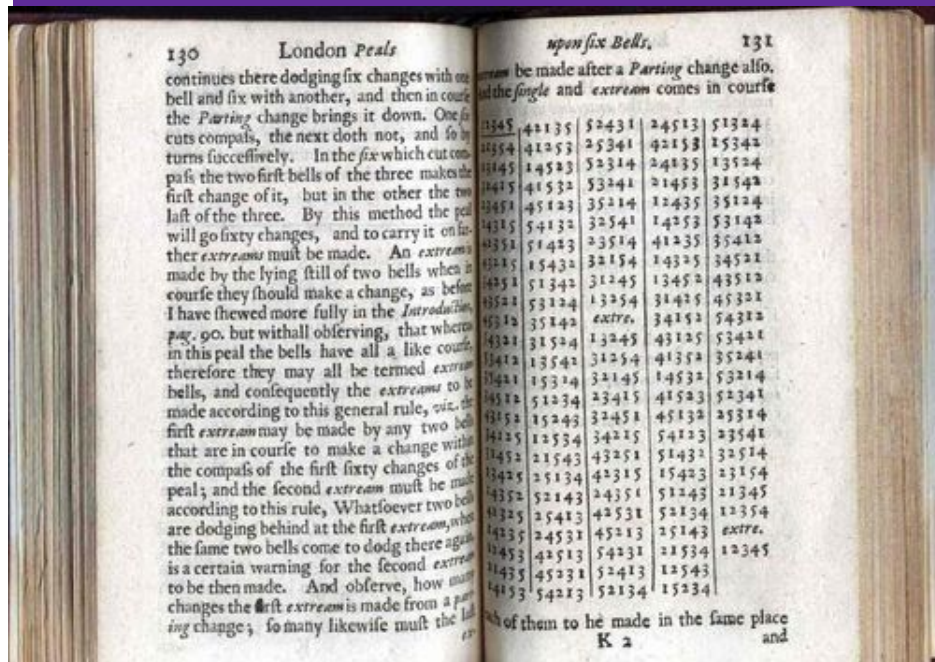 130 London Peals
continues there dodging ſix changes with one
bell and ſix with another, and then in courſe
the Parting change brings it down. One ſix
cuts compaſs, the next doth not, and ſo by
turns ſucceſſively. In the ſix which cut com-
paſs the two firſt bells of the three makes the
firſt change of it, but in the other the two
laſt of the three. By this method the peal
will go ſixty changes, and to carry it on fur-
ther extreams muſt be made. An extream is
made by the lying ſtill of two bells when in
courſe they ſhould make a change, as before
I have ſhewed more fully in the Introduction,
pag. 90. but withall obſerving, that whereas
in this peal the bells have all a like courſe,
therefore they may all be termed extream
bells, and conſequently the extreams to be
made according to this general rule, viz. the
firſt extream may be made by any two bells
that are in courſe to make a change within
the compaſs of the firſt ſixty changes of the
peal; and the ſecond extream muſt be made
according to this rule, Whatſoever two bells
are dodging behind at the firſt extream, when
the ſame two bells come to dodg there again,
is a certain warning for the ſecond extream
to be then made. And obſerve, how many
changes the firſt extream is made from a part-
ing change; ſo many likewiſe muſt the laſt
ex-
upon ſix Bells. 131
be made after a Parting change alſo.
the ſingle and extream comes in courſe
42135 52431 24513 51324
41253 25341 42153 15342
14523 52314 24135 13524
41532 53241 21453 31542
45123 35214 12435 35124
54132 32541 14253 53142
51423 23514 41235 35412
15432 32154 14325 34521
51342 31245 13452 43512
53124 13254 31425 45321
35142 extre. 34152 54312
31524 13245 43125 53421
13542 31254 41352 35241
15324 32145 14532 53214
51234 23415 41523 52341
15243 32451 45132 25314
12534 34215 54123 23541
21543 43251 51432 32514
25134 42315 15423 23154
52143 24351 51243 21345
25413 42531 52134 12354
24531 45213 25143 extre.
42513 54231 21534 12345
45231 52413 12543
54213 52134 15234
of them to be made in the ſame place
K 2 and